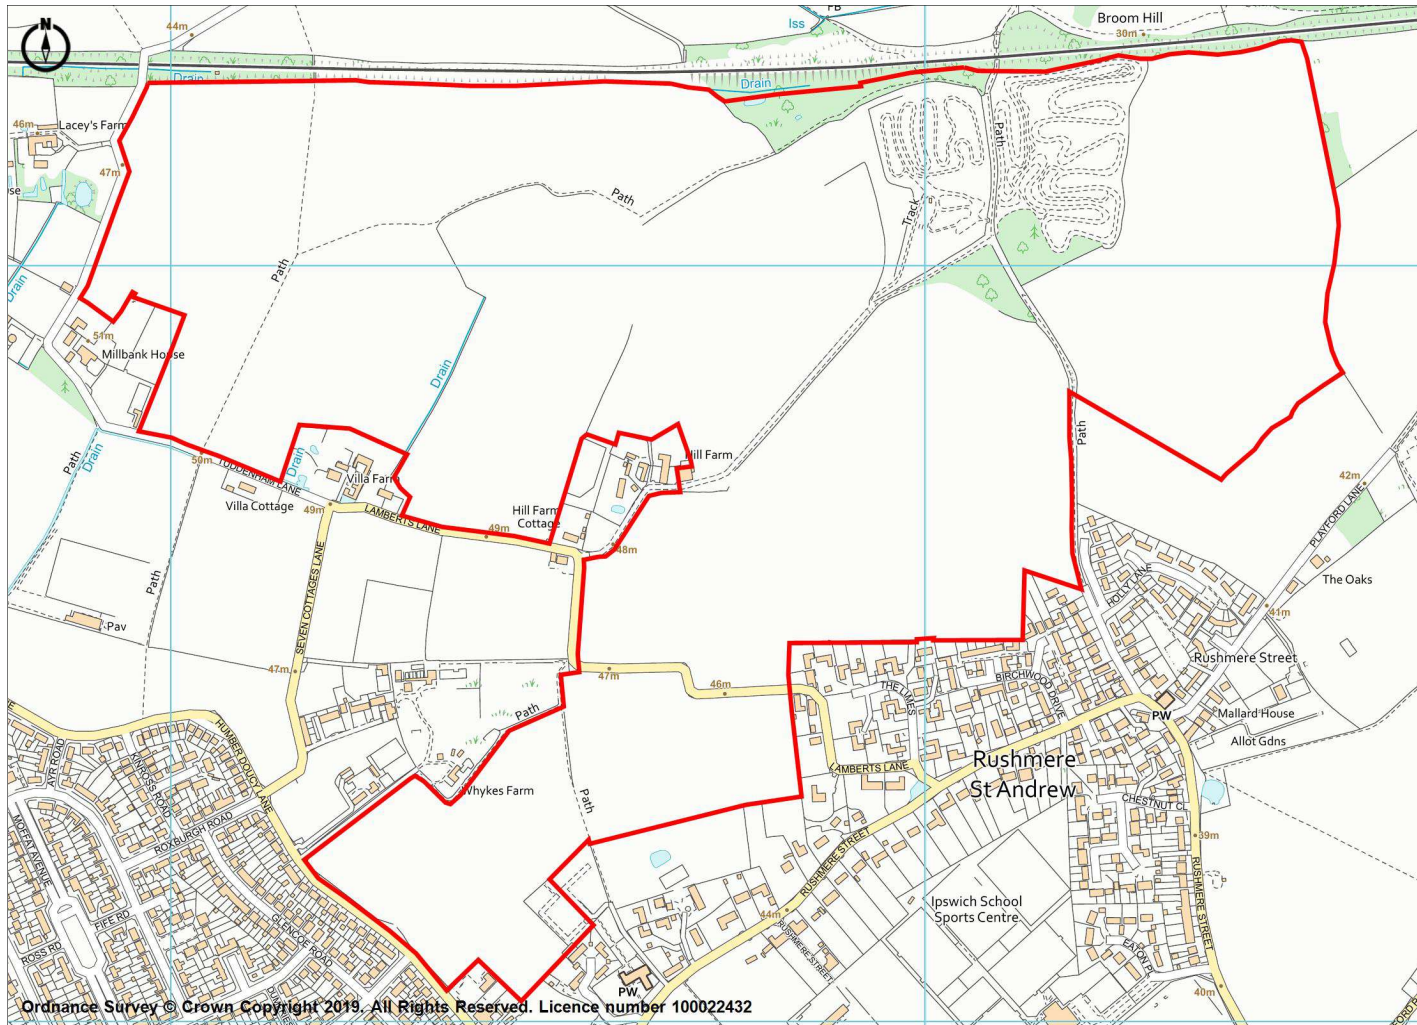 N
44m
Iss
FB
Broom Hill
30m
Drain
Drain
46m
Lacey's Farm
47m
se
Path
Path
Track
Path
Drain
51m
Millbank House
Drain
Path
Drain
50m
TUDDENHAM LANE
Drain
Villa Farm
Villa Cottage
49m
LAMBERTS LANE
49m
Hill Farm
Hill Farm
Cottage
48m
Path
42m
PLAYFORD LANE
The Oaks
HOLLY LANE
41m
Path
Pav
SEVEN COTTAGES LANE
47m
47m
46m
THE LIMES
BIRCHWOOD DRIVE
Rushmere Street
PW
Mallard House
Allot Gdns
Path
HUMBER DOUCY LANE
AYR ROAD
KINROSS ROAD
ROXBURGH ROAD
MOFFAT AVENUE
FIFE RD
ROSS RD
GLENCOE ROAD
Whykes Farm
Path
LAMBERTS LANE
Rushmere
St Andrew
CHESTNUT CL
39m
RUSHMERE STREET
RUSHMERE STREET
44m
RUSHMERE STREET
Ipswich School
Sports Centre
EATON PL
40m
PW
Ordnance Survey © Crown Copyright 2019. All Rights Reserved. Licence number 100022432